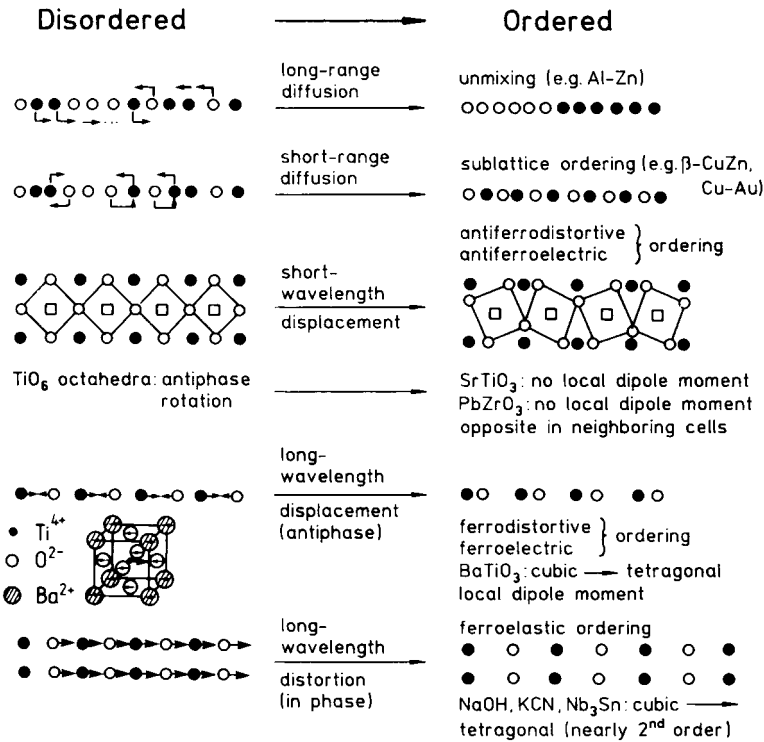 Disordered
Ordered
long-range
diffusion
unmixing (e.g. Al-Zn)
short-range
diffusion
sublattice ordering (e.g. β-CuZn,
Cu-Au)
antiferrodistortive
antiferroelectric } ordering
short-
wavelength
displacement
TiO₆ octahedra: antiphase
rotation
SrTiO₃: no local dipole moment
PbZrO₃: no local dipole moment
opposite in neighboring cells
long-
wavelength
displacement
(antiphase)
Ti⁴⁺
O²⁻
Ba²⁺
ferrodistortive
ferroelectric } ordering
BaTiO₃: cubic → tetragonal
local dipole moment
long-
wavelength
distortion
(in phase)
ferroelastic ordering
NaOH, KCN, Nb₃Sn: cubic →
tetragonal (nearly 2nd order)